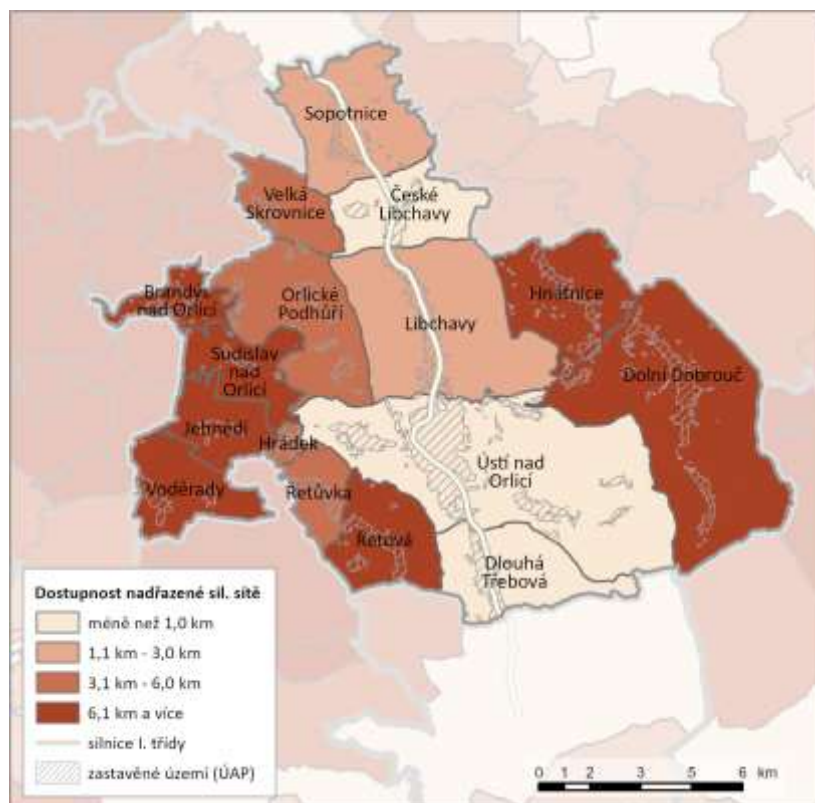 Sopotnice
Velká
Skrovnice
České
Libchavy
Brandýs
nad Orlicí
Orlické
Podhůří
Libchavy
Hnátnice
Sudislav
nad
Orlicí
Dolní Dobrouč
Jehnědí
Hrádek
Ústí nad
Orlicí
Voděrady
Řetůvka
Řetová
Dlouhá
Třebová
Dostupnost nadřazené sil. sítě
méně než 1,0 km
1,1 km - 3,0 km
3,1 km - 6,0 km
6,1 km a více
silnice I. třídy
zastavěné území (ÚAP)
0 1 2 3 5 6 km